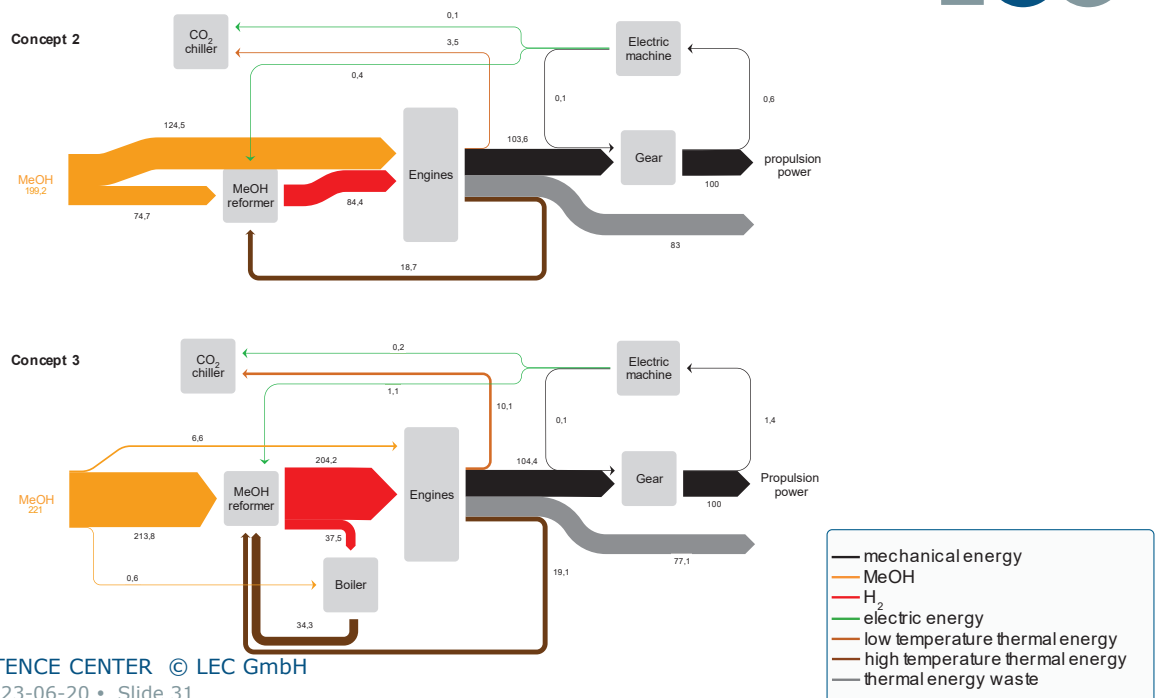 Concept 2
CO2
chiller
0,1
3,5
0,4
Electric
machine
0,1
0,6
124,5
MeOH
199,2
74,7
MeOH
reformer
84,4
Engines
103,6
Gear
100
propulsion
power
83
18,7
Concept 3
CO2
chiller
0,2
1,1
10,1
Electric
machine
0,1
1,4
6,6
MeOH
221
213,8
MeOH
reformer
204,2
37,5
Engines
104,4
Gear
100
Propulsion
power
77,1
19,1
0,6
Boiler
34,3
mechanical energy
MeOH
H2
electric energy
low temperature thermal energy
high temperature thermal energy
thermal energy waste
TENCE CENTER © LEC GmbH
23-06-20 • Slide 31